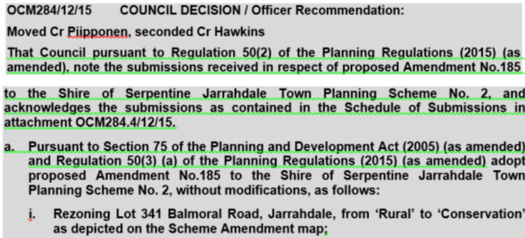 OCM284/12/15 COUNCIL DECISION / Officer Recommendation:
Moved Cr Piipponen, seconded Cr Hawkins
That Council pursuant to Regulation 50(2) of the Planning Regulations (2015) (as
amended), note the submissions received in respect of proposed Amendment No.185
to the Shire of Serpentine Jarrahdale Town Planning Scheme No. 2, and
acknowledges the submissions as contained in the Schedule of Submissions in
attachment OCM284.4/12/15.
a. Pursuant to Section 75 of the Planning and Development Act (2005) (as amended)
and Regulation 50(3) (a) of the Planning Regulations (2015) (as amended) adopt
proposed Amendment No.185 to the Shire of Serpentine Jarrahdale Town
Planning Scheme No. 2, without modifications, as follows:
i. Rezoning Lot 341 Balmoral Road, Jarrahdale, from ‘Rural’ to ‘Conservation’
as depicted on the Scheme Amendment map;